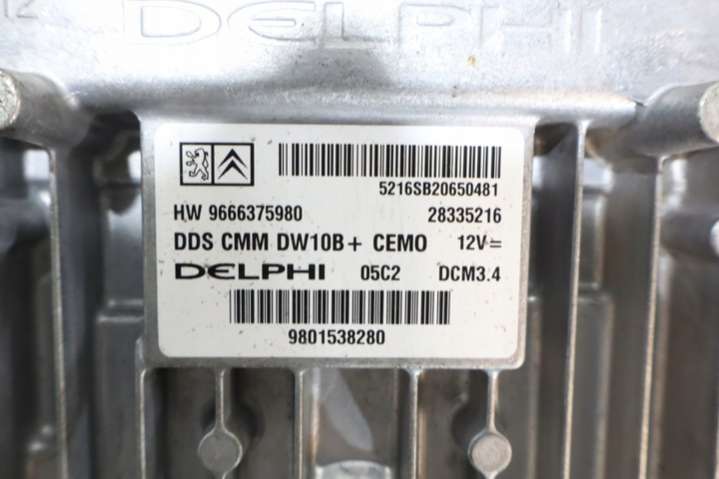 DELPHI
5216SB20650481
HW 9666375980 28335216
DDS CMM DW10B+ CEMO 12V=
DELPHI 05C2 DCM3.4
9801538280